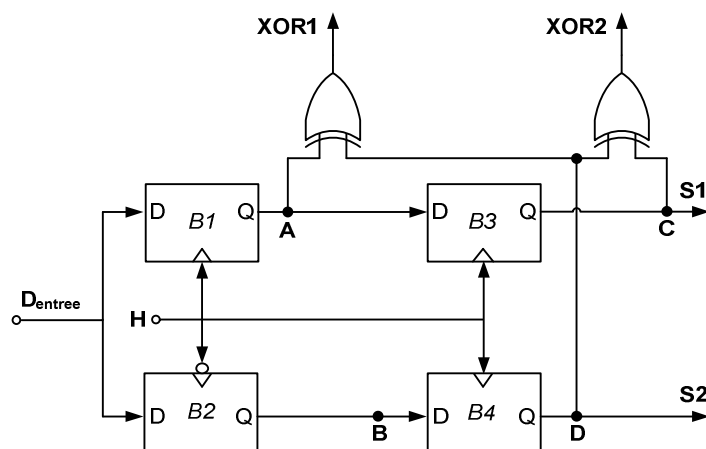 XOR1 XOR2
D B1 Q
A
D B3 Q
C
S1
Dentree
H
D B2 Q
B
D B4 Q
D
S2